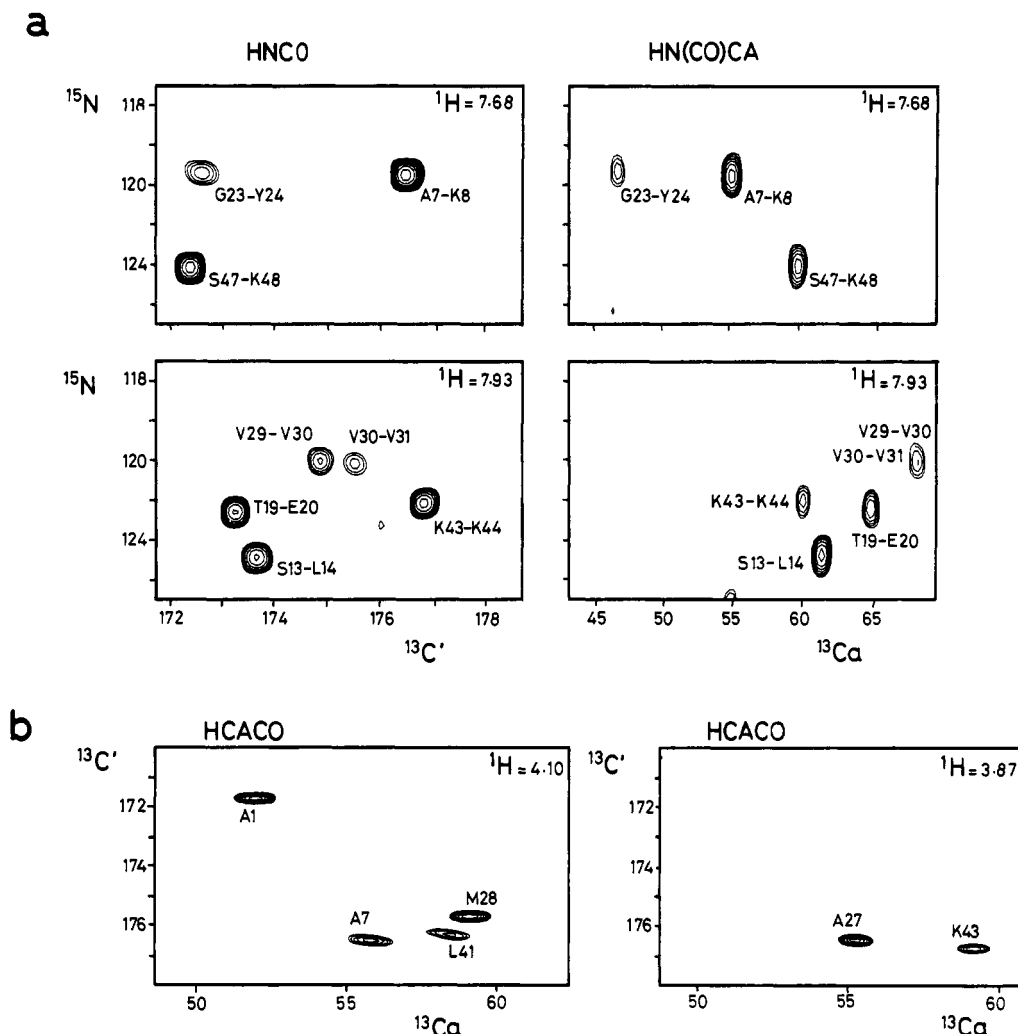 a
HNCO
HN(CO)CA
15N
118
120
124
1H = 7.68
G23-Y24
A7-K8
S47-K48
1H = 7.68
G23-Y24
A7-K8
S47-K48
15N
118
120
124
1H = 7.93
V29-V30
V30-V31
T19-E20
K43-K44
S13-L14
172
174
176
178
13C'
1H = 7.93
V29-V30
V30-V31
K43-K44
T19-E20
S13-L14
45
50
55
60
65
13Ca
b
HCACO
HCACO
13C'
172
174
176
1H = 4.10
A1
M28
A7
L41
50
55
60
13Ca
13C'
172
174
176
1H = 3.87
A27
K43
50
55
60
13Ca